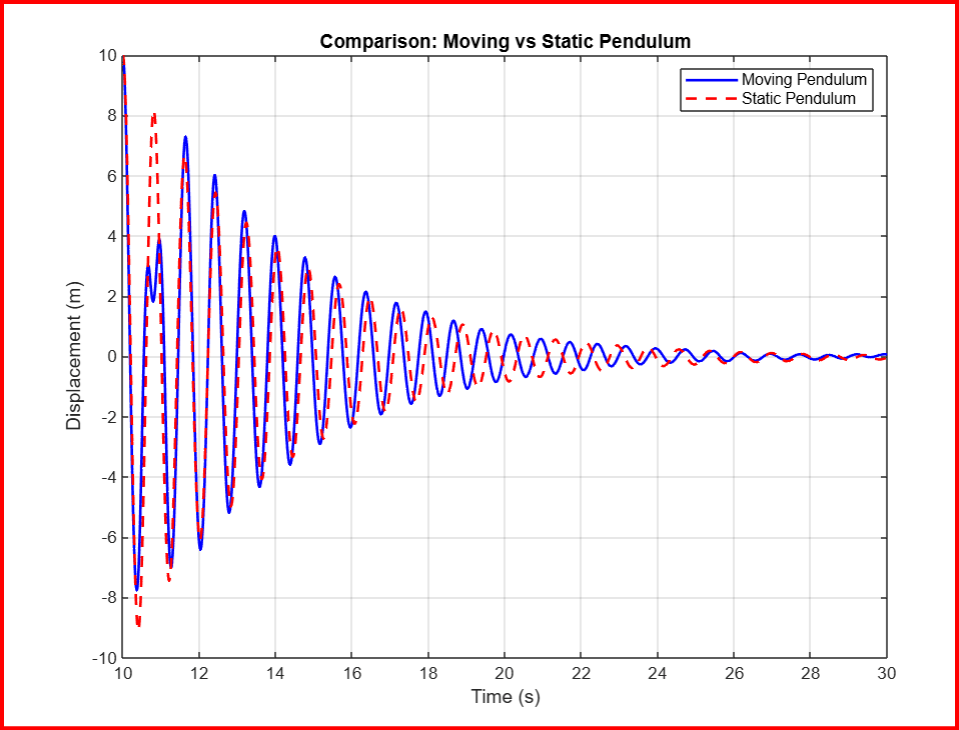 Comparison: Moving vs Static Pendulum
Moving Pendulum
Static Pendulum
10
8
6
4
2
0
-2
-4
-6
-8
-10
Displacement (m)
10 12 14 16 18 20 22 24 26 28 30
Time (s)